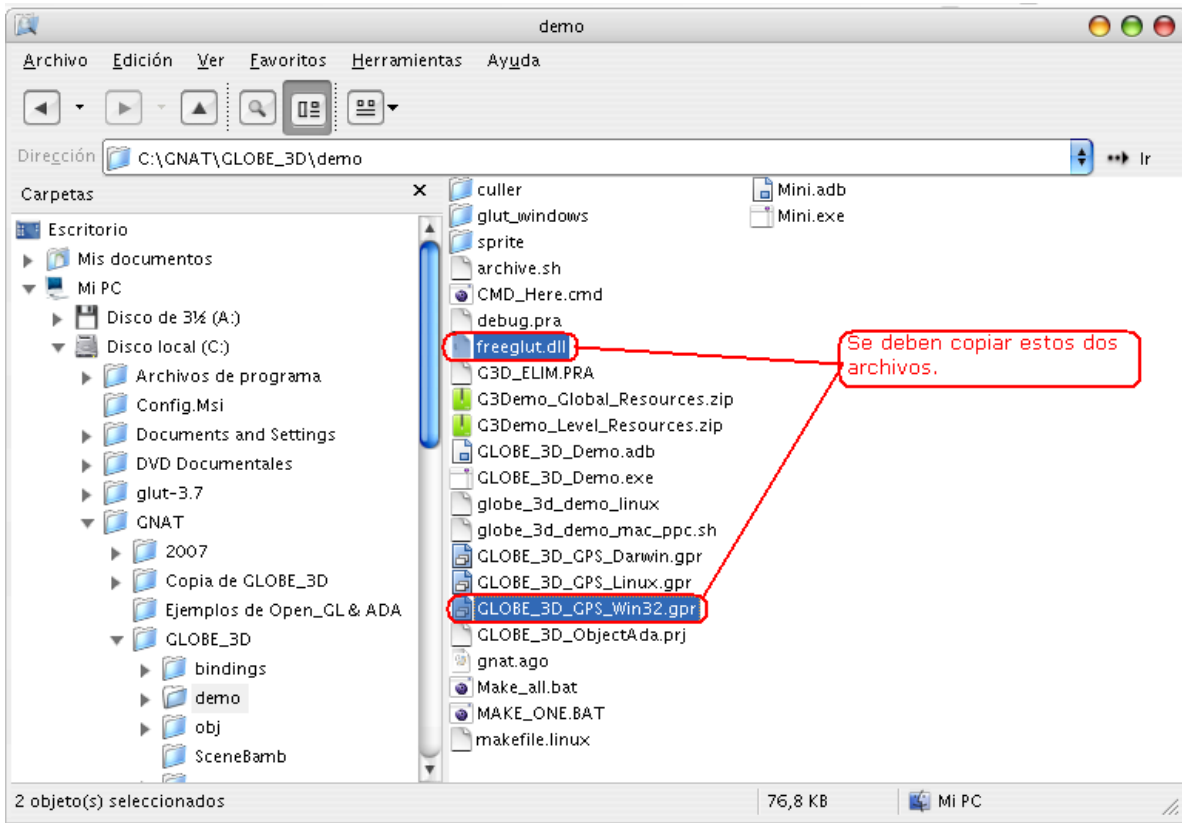 demo
Archivo Edición Ver Favoritos Herramientas Ayuda
Dirección C:\GNAT\GLOBE_3D\demo Ir
Carpetas
Escritorio
Mis documentos
Mi PC
Disco de 3½ (A:)
Disco local (C:)
Archivos de programa
Config.Msi
Documents and Settings
DVD Documentales
glut-3.7
GNAT
2007
Copia de GLOBE_3D
Ejemplos de Open_GL & ADA
GLOBE_3D
bindings
demo
obj
SceneBamb
culler
glut_windows
sprite
archive.sh
CMD_Here.cmd
debug.pra
freeglut.dll
G3D_ELIM.PRA
G3Demo_Global_Resources.zip
G3Demo_Level_Resources.zip
GLOBE_3D_Demo.adb
GLOBE_3D_Demo.exe
globe_3d_demo_linux
globe_3d_demo_mac_ppc.sh
GLOBE_3D_GPS_Darwin.gpr
GLOBE_3D_GPS_Linux.gpr
GLOBE_3D_GPS_Win32.gpr
GLOBE_3D_ObjectAda.prj
gnat.ago
Make_all.bat
MAKE_ONE.BAT
makefile.linux
Mini.adb
Mini.exe
Se deben copiar estos dos
archivos.
2 objeto(s) seleccionados
76,8 KB
Mi PC